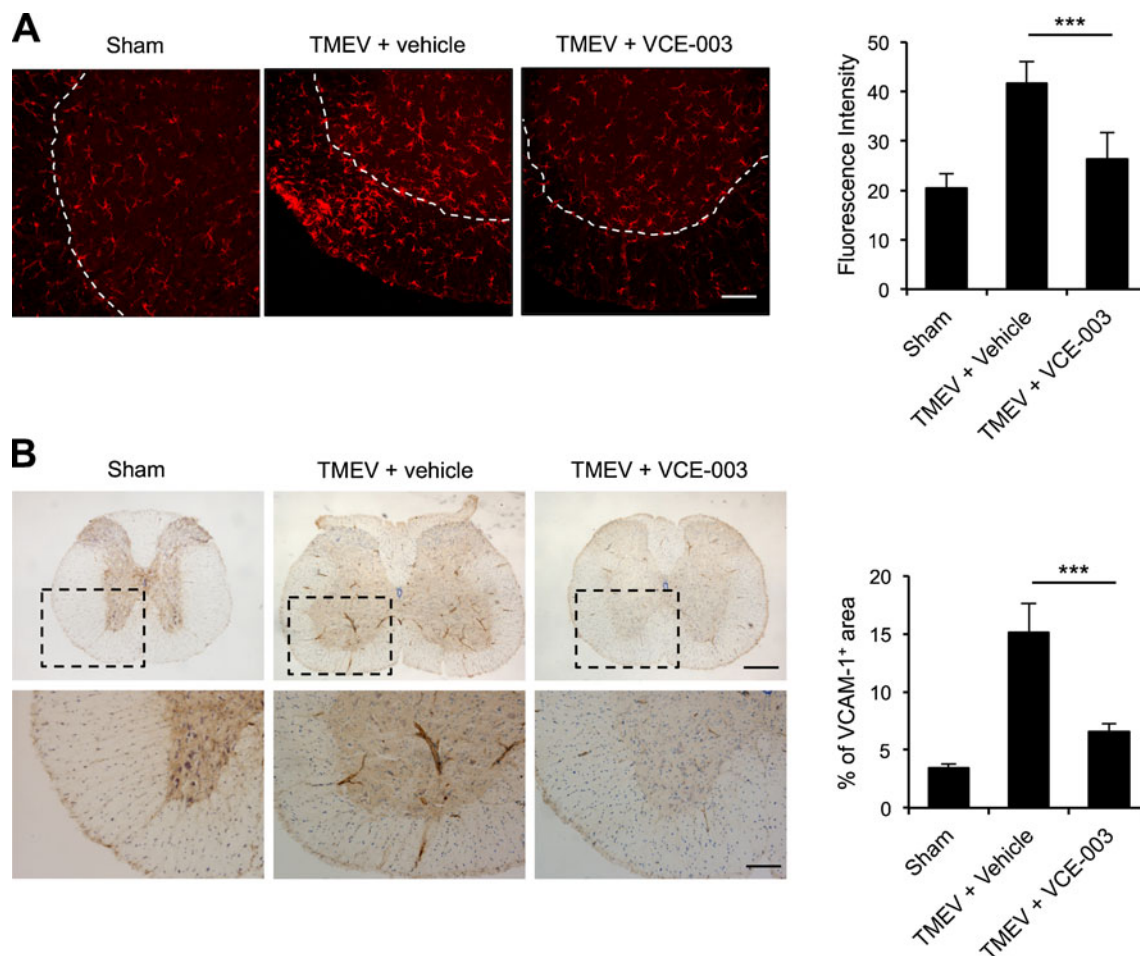 A
Sham
TMEV + vehicle
TMEV + VCE-003
***
Fluorescence Intensity
50
40
30
20
10
0
Sham
TMEV + Vehicle
TMEV + VCE-003
B
Sham
TMEV + vehicle
TMEV + VCE-003
***
% of VCAM-1⁺ area
20
15
10
5
0
Sham
TMEV + Vehicle
TMEV + VCE-003